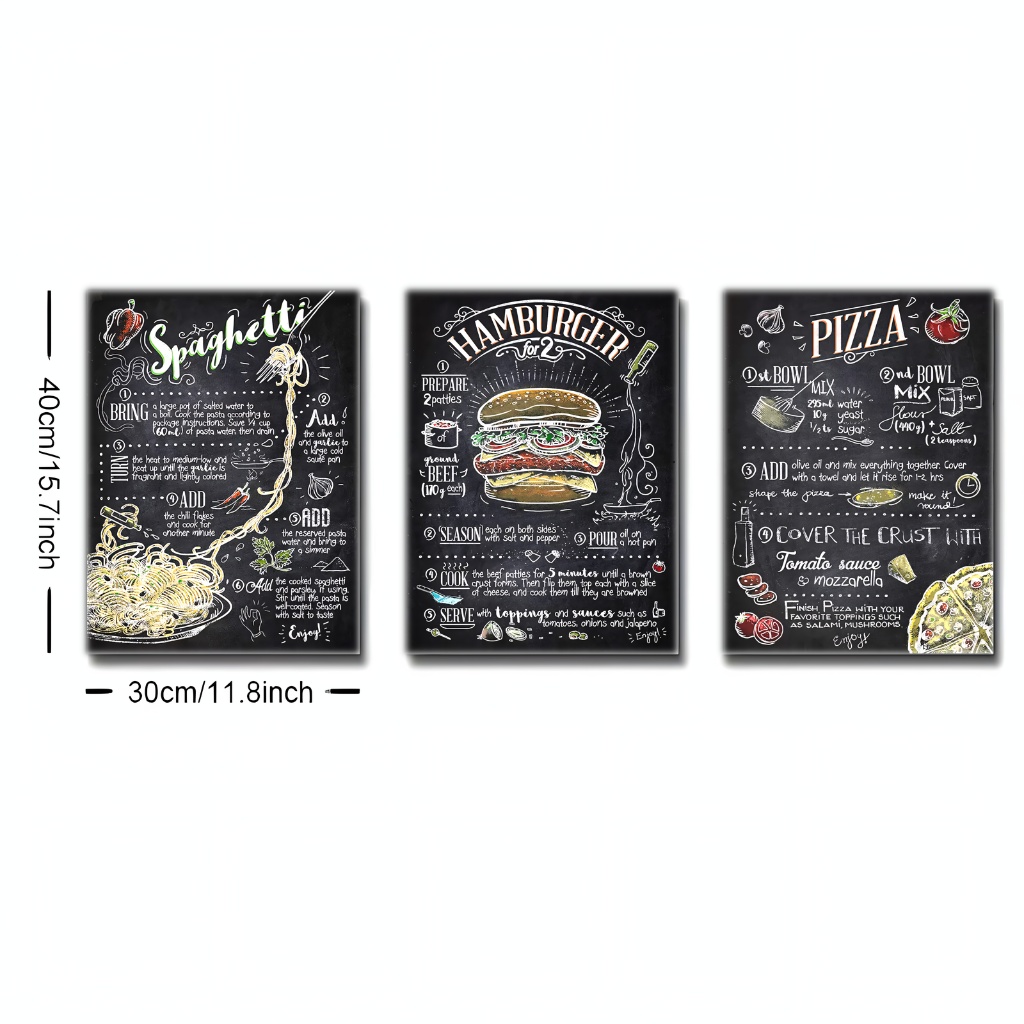 40cm/15.7inch
30cm/11.8inch
Spaghetti
1
BRING
a large pot of salted water to
a boil. Cook the pasta according to
package instructions. Save ¼ cup
(60ml) of pasta water, then drain
2
Add
the olive oil
and garlic to
a large cold
sauté pan
3
TURN
the heat to medium-low and
heat up until the garlic is
fragrant and lightly colored
4 ADD
the chili flakes
and cook for
another minute
5 ADD
the reserved pasta
water and bring to
a simmer
6 Add
the cooked spaghetti
and parsley if using.
Stir until the pasta is
well-coated. Season
with salt to taste
Enjoy!
HAMBURGER
for 2
1
PREPARE
2 patties
of
ground
BEEF
(170g each)
2 SEASON
each on both sides
with salt and pepper
3 POUR
oil on
a hot pan
4
COOK
the beef patties for 5 minutes until a brown
crust forms. Then flip them, top each with a slice
of cheese, and cook them till they are browned
5 SERVE
with toppings and sauces such as
tomatoes, onions and jalapeño
Enjoy!
PIZZA
1st BOWL
MIX
295ml water
10g yeast
1/2 ts sugar
2nd BOWL
MIX
flour
(490g) +
Salt
(2 teaspoons)
FLOUR
SALT
3 ADD
olive oil and mix everything together. Cover
with a towel and let it rise for 1-2 hrs
shape the pizza
make it
round!
4 COVER THE CRUST WITH
Tomato sauce
& mozzarella
FINISH PIZZA WITH YOUR
FAVORITE TOPPINGS SUCH
AS SALAMI, MUSHROOMS.
Enjoy!